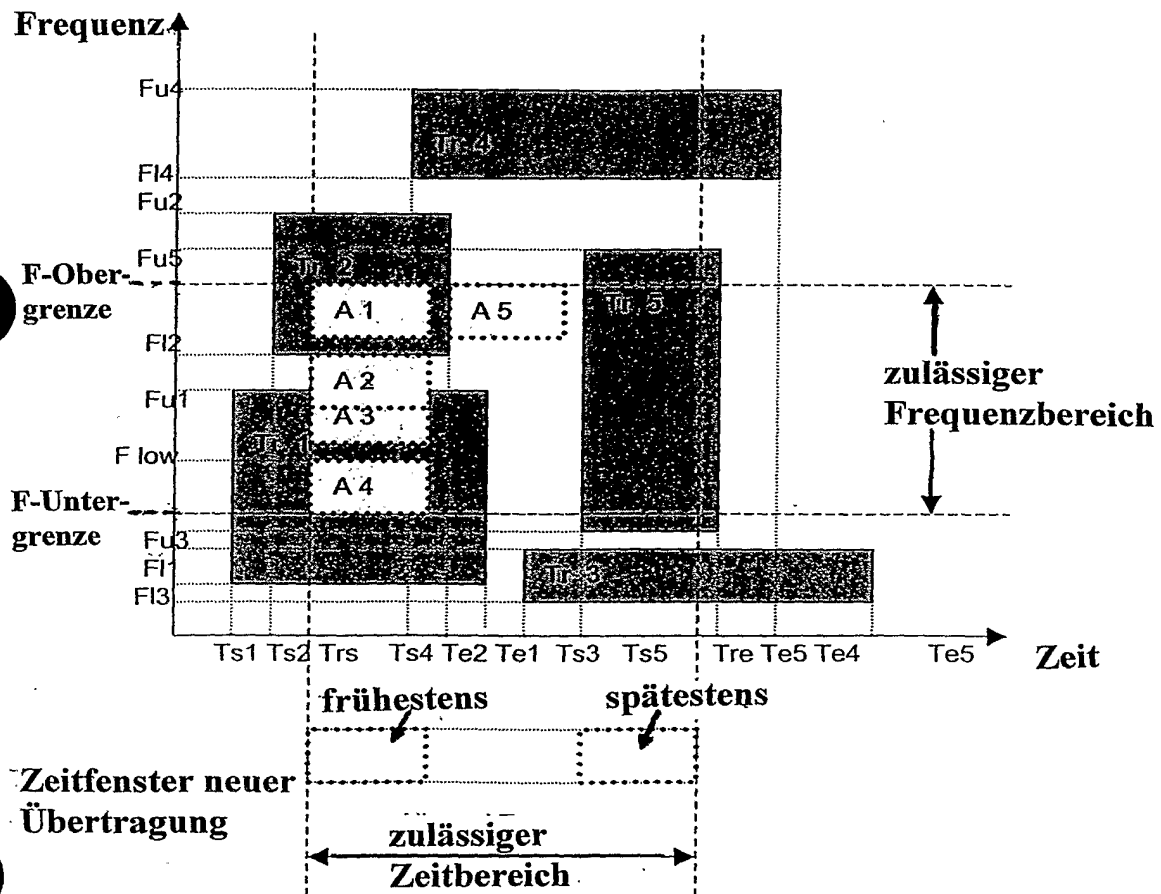 Frequenz
Fu4
Tr. 4
Fl4
Fu2
Fu5
Tr. 2
F-Ober-
grenze
A 1
A 5
Tr. 5
Fl2
A 2
zulässiger
Frequenzbereich
Fu1
A 3
Tr. 1
F low
A 4
F-Unter-
grenze
Fu3
Fl1
Tr. 3
Fl3
Ts1 Ts2 Trs Ts4 Te2 Te1 Ts3 Ts5 Tre Te5 Te4 Te5
Zeit
frühestens
spätestens
Zeitfenster neuer
Übertragung
zulässiger
Zeitbereich